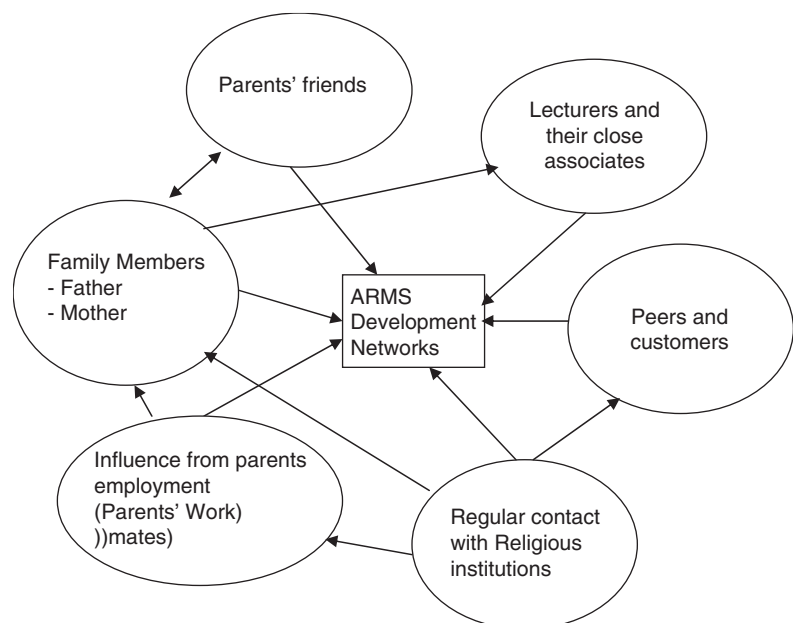 Parents’ friends
Lecturers and
their close
associates
Family Members
- Father
- Mother
ARMS
Development
Networks
Peers and
customers
Influence from parents
employment
(Parents’ Work)
))mates)
Regular contact
with Religious
institutions